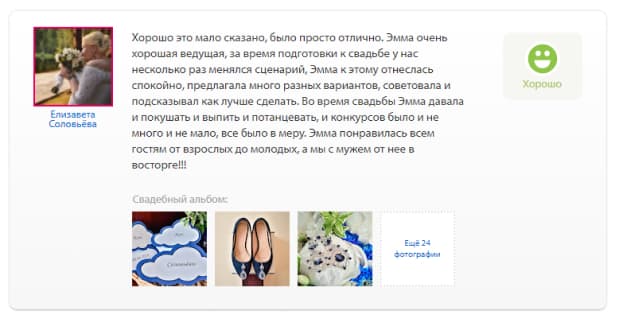 Хорошо это мало сказано, было просто отлично. Эмма очень
хорошая ведущая, за время подготовки к свадьбе у нас
несколько раз менялся сценарий, Эмма к этому отнеслась
спокойно, предлагала много разных вариантов, советовала и
подсказывал как лучше сделать. Во время свадьбы Эмма давала
и покушать и выпить и потанцевать, и конкурсов было и не
много и не мало, все было в меру. Эмма понравилась всем
гостям от взрослых до молодых, а мы с мужем от нее в
восторге!!!
Хорошо
Елизавета
Соловьёва
Свадебный альбом:
Соловьёвы
Ещё 24
фотографии